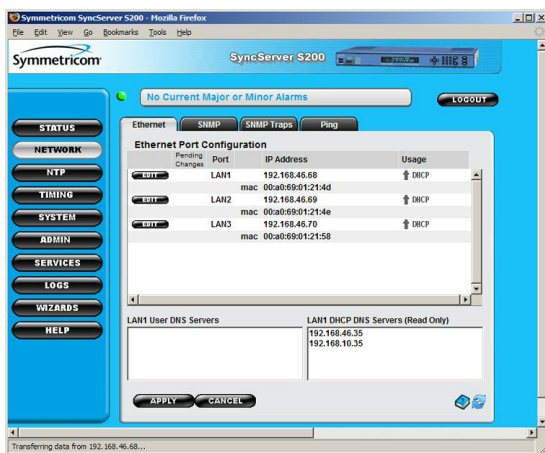 Symmetricom SyncServer S200 - Mozilla Firefox
File Edit View Go Bookmarks Tools Help
Symmetricom
SyncServer S200
No Current Major or Minor Alarms
LOGOUT
STATUS
NETWORK
NTP
TIMING
SYSTEM
ADMIN
SERVICES
LOGS
WIZARDS
HELP
Ethernet SNMP SNMP Traps Ping
Ethernet Port Configuration
Pending Changes Port IP Address Usage
EDIT LAN1 192.168.46.68 DHCP
mac 00:a0:69:01:21:4d
EDIT LAN2 192.168.46.69 DHCP
mac 00:a0:69:01:21:4e
EDIT LAN3 192.168.46.70 DHCP
mac 00:a0:69:01:21:58
LAN1 User DNS Servers
LAN1 DHCP DNS Servers (Read Only)
192.168.46.35
192.168.10.35
APPLY CANCEL
Transferring data from 192.168.46.68...